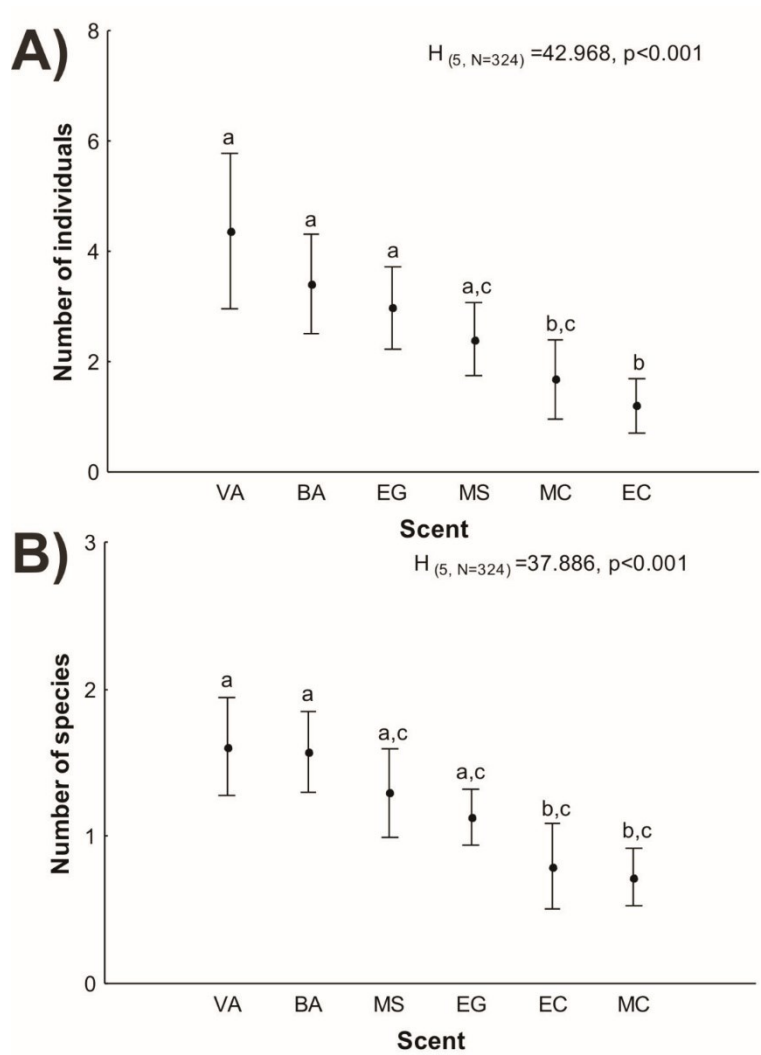 A)
H (5, N=324) =42.968, p<0.001
Number of individuals
8
6
4
2
0
a
a
a
a,c
b,c
b
VA BA EG MS MC EC
Scent
B)
H (5, N=324) =37.886, p<0.001
Number of species
3
2
1
0
a
a
a,c
a,c
b,c
b,c
VA BA MS EG EC MC
Scent